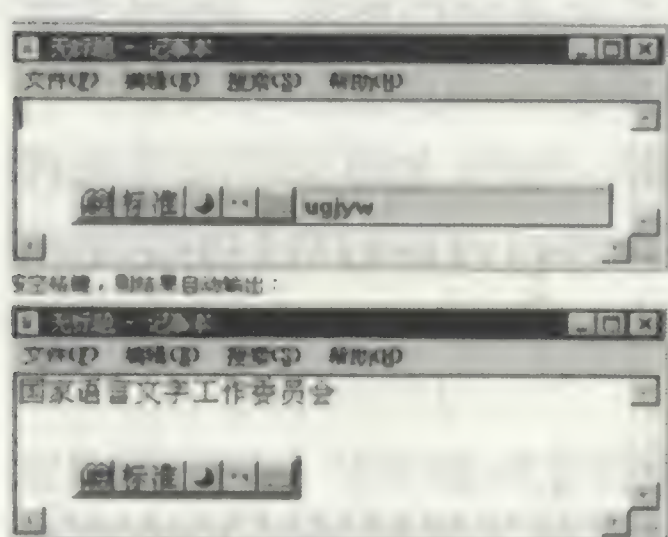 无标题 - 记事本
文件(F) 编辑(E) 搜索(S) 帮助(H)
标准
ugjyw
空格键,则结果自动输出:
无标题 - 记事本
文件(F) 编辑(E) 搜索(S) 帮助(H)
国家语言文字工作委员会
标准